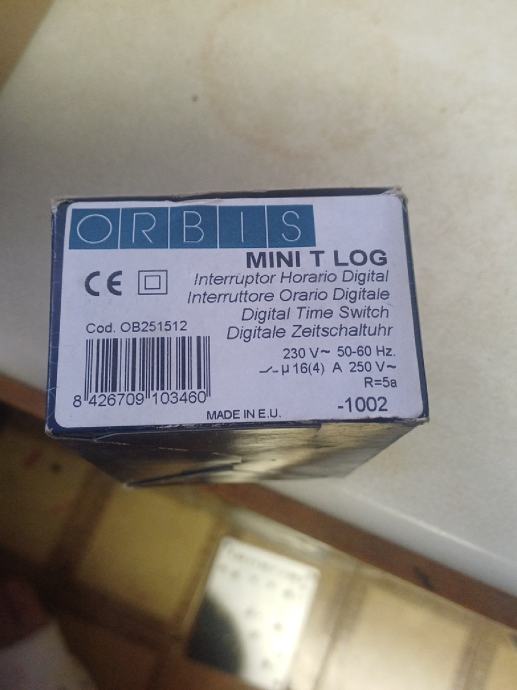 ORBIS
MINI T LOG
CE
Interruptor Horario Digital
Interruttore Orario Digitale
Digital Time Switch
Digitale Zeitschaltuhr
Cod. OB251512
230 V~ 50-60 Hz.
µ 16(4) A 250 V~
R=5a
8 426709 103460
MADE IN E.U.
-1002